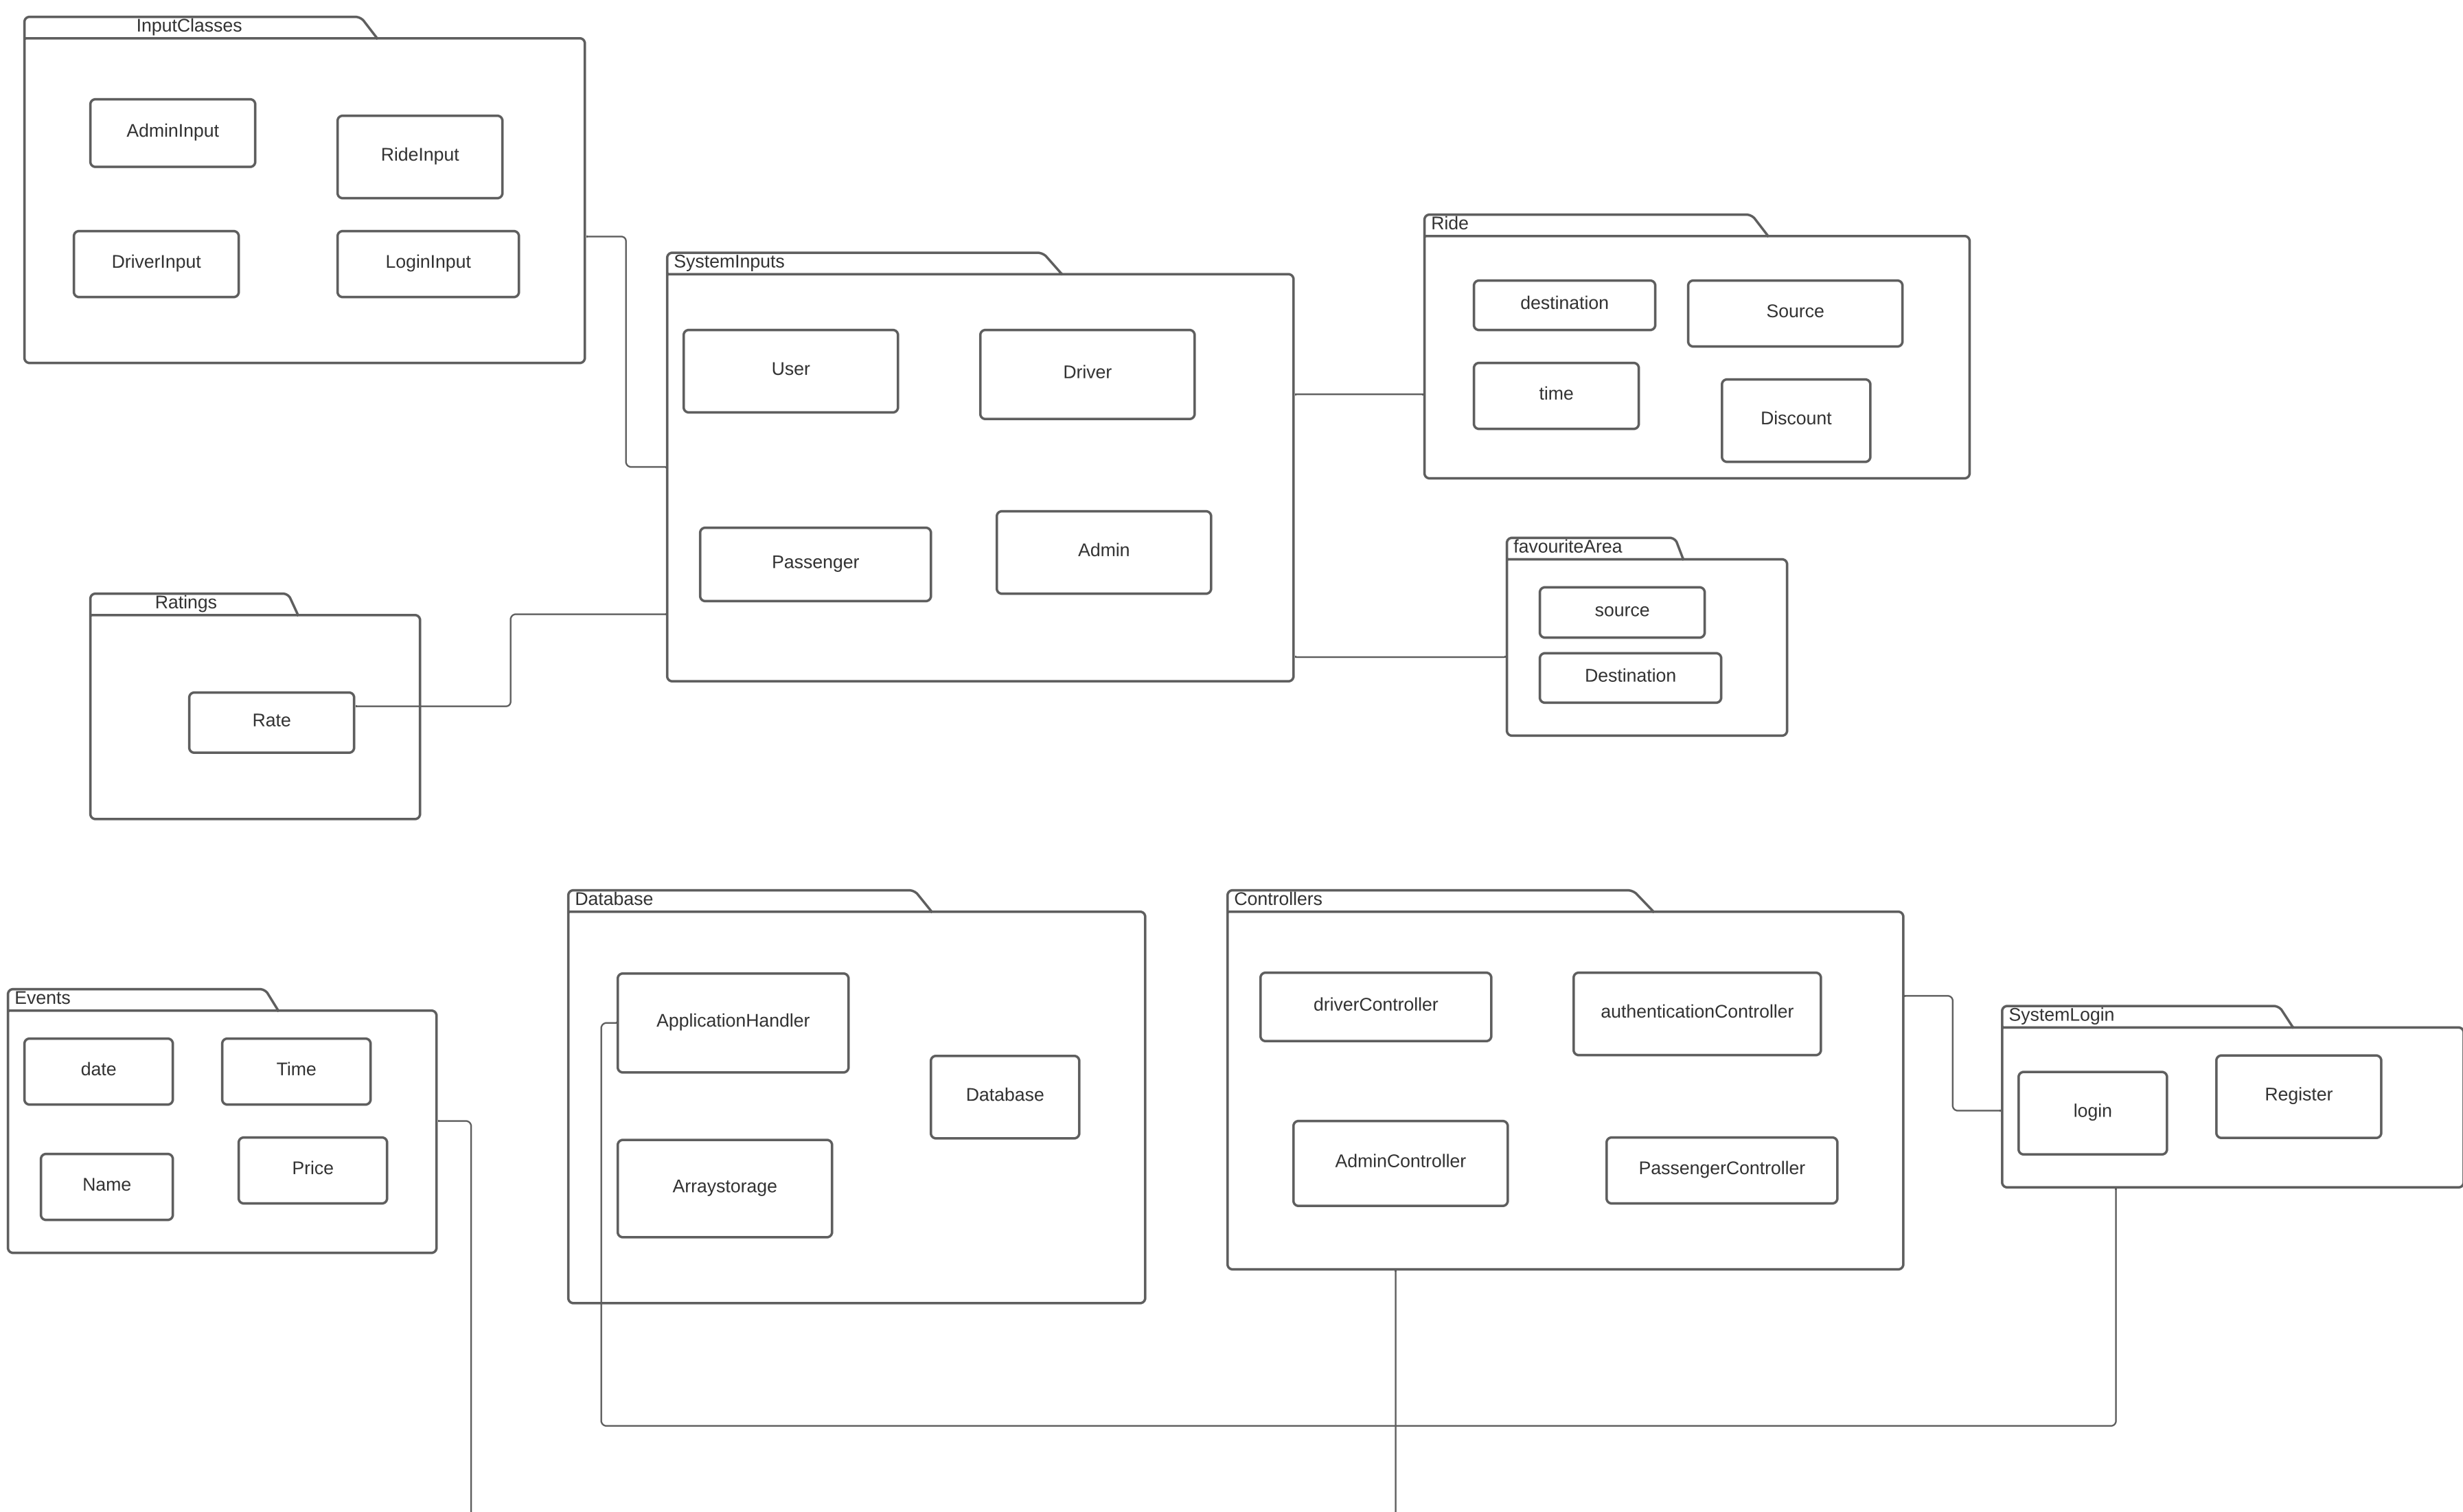 InputClasses
AdminInput
RideInput
DriverInput
LoginInput
SystemInputs
User
Driver
Passenger
Admin
Ride
destination
Source
time
Discount
favouriteArea
source
Destination
Ratings
Rate
Database
ApplicationHandler
Database
Arraystorage
Controllers
driverController
authenticationController
AdminController
PassengerController
Events
date
Time
Name
Price
SystemLogin
login
Register